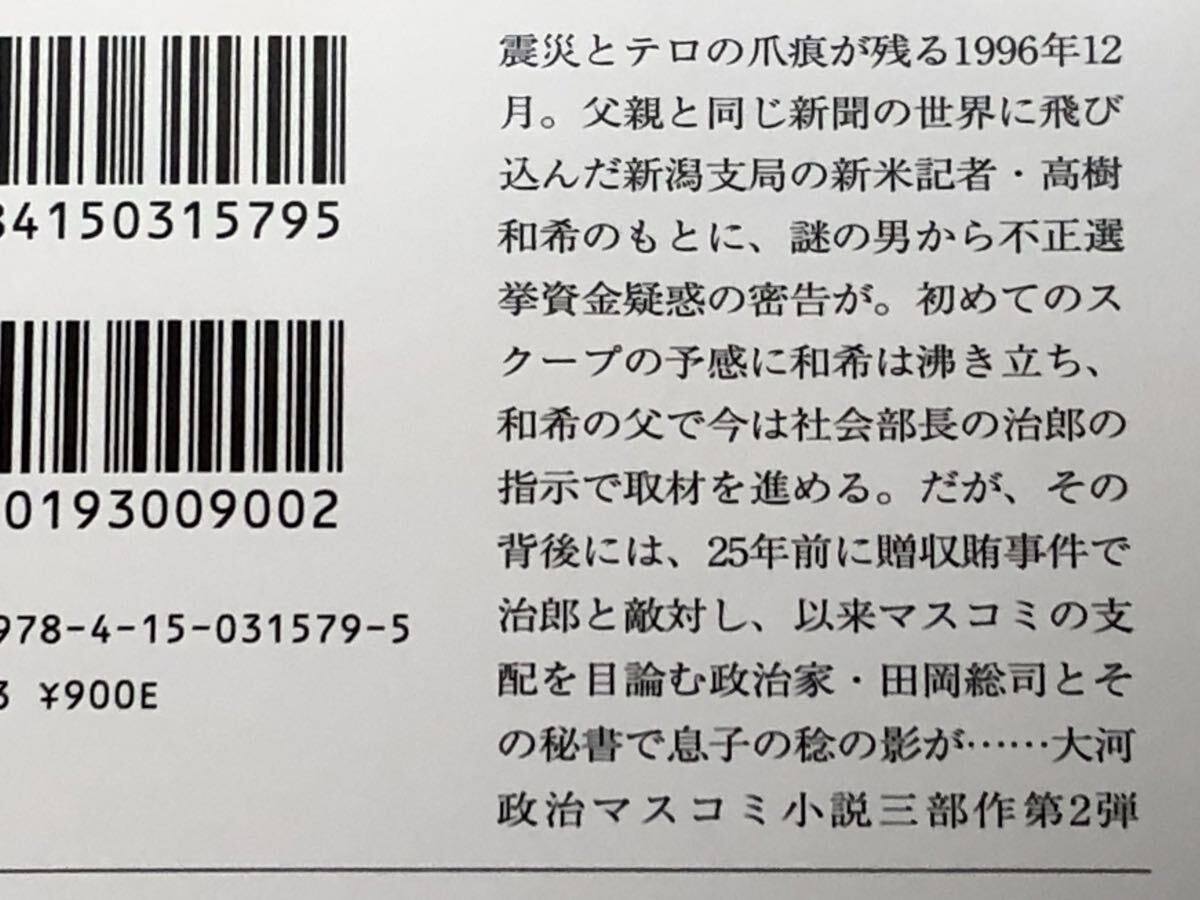 84150315795
0193009002
978-4-15-031579-5
3 ¥900E
震災とテロの爪痕が残る1996年12
月。父親と同じ新聞の世界に飛び
込んだ新潟支局の新米記者・高樹
和希のもとに、謎の男から不正選
挙資金疑惑の密告が。初めてのス
クープの予感に和希は沸き立ち、
和希の父で今は社会部長の治郎の
指示で取材を進める。だが、その
背後には、25年前に贈収賄事件で
治郎と敵対し、以来マスコミの支
配を目論む政治家・田岡総司とそ
の秘書で息子の稔の影が……大河
政治マスコミ小説三部作第2弾